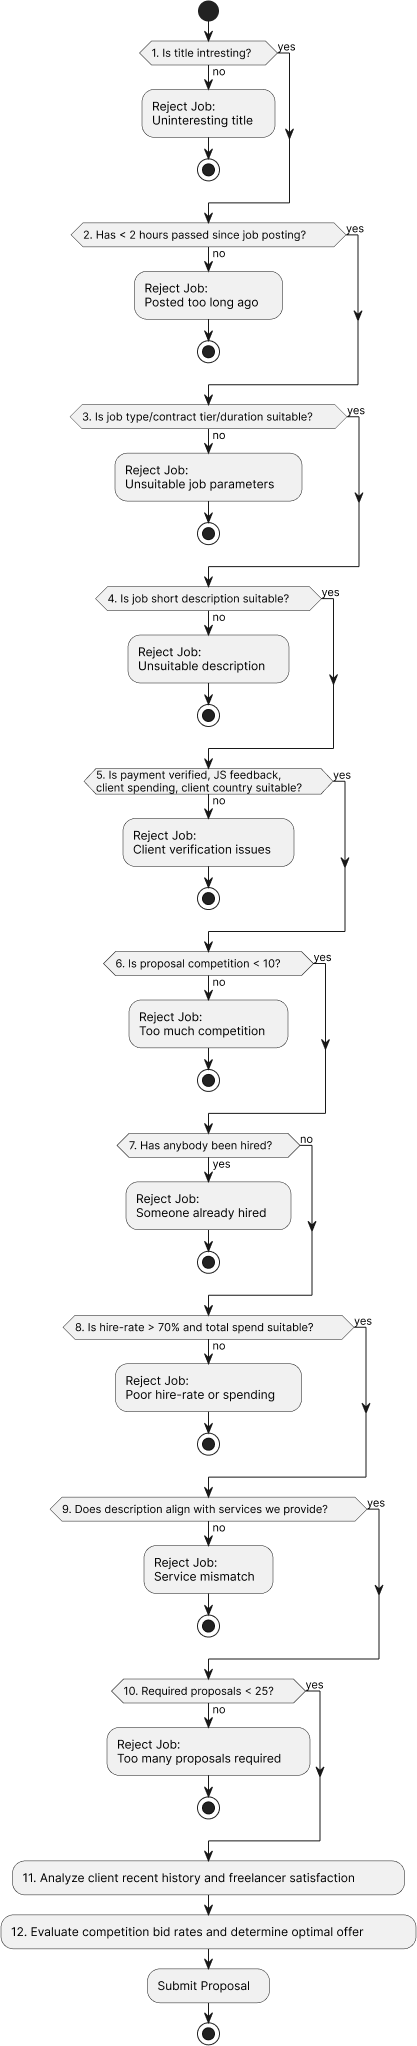 1. Is title intresting?
yes
no
Reject Job:
Uninteresting title
2. Has < 2 hours passed since job posting?
yes
no
Reject Job:
Posted too long ago
3. Is job type/contract tier/duration suitable?
yes
no
Reject Job:
Unsuitable job parameters
4. Is job short description suitable?
yes
no
Reject Job:
Unsuitable description
5. Is payment verified, JS feedback,
client spending, client country suitable?
yes
no
Reject Job:
Client verification issues
6. Is proposal competition < 10?
yes
no
Reject Job:
Too much competition
7. Has anybody been hired?
no
yes
Reject Job:
Someone already hired
8. Is hire-rate > 70% and total spend suitable?
yes
no
Reject Job:
Poor hire-rate or spending
9. Does description align with services we provide?
yes
no
Reject Job:
Service mismatch
10. Required proposals < 25?
yes
no
Reject Job:
Too many proposals required
11. Analyze client recent history and freelancer satisfaction
12. Evaluate competition bid rates and determine optimal offer
Submit Proposal